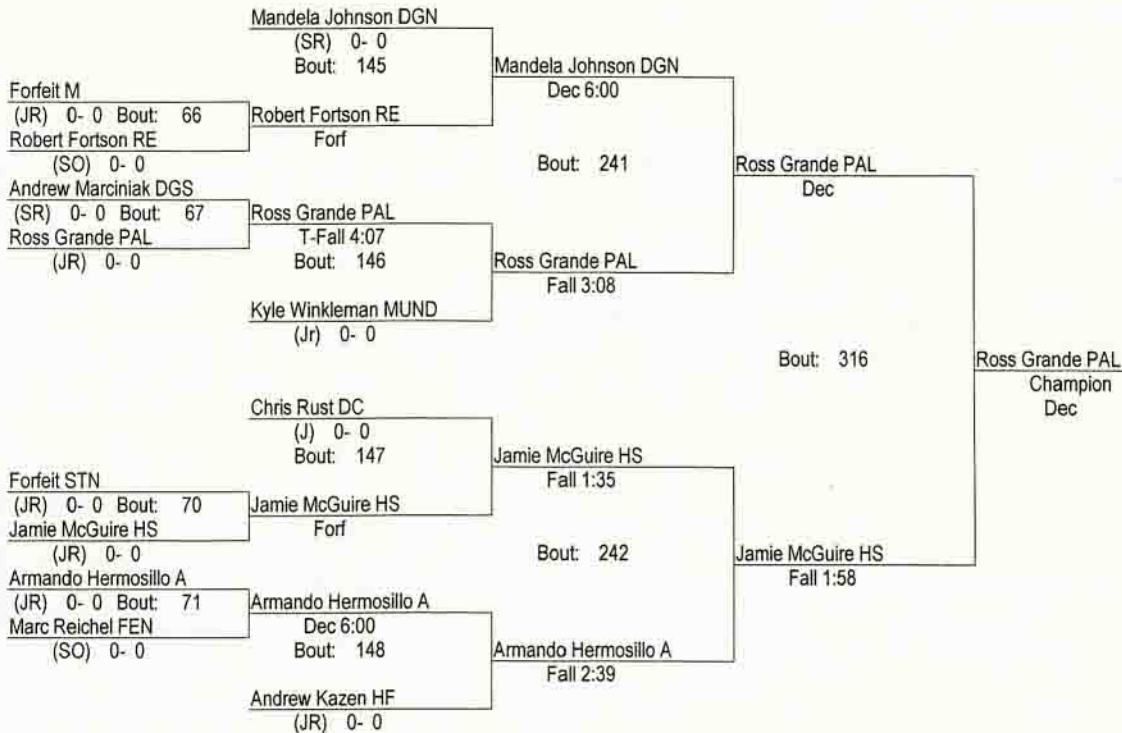 Mandela Johnson DGN
(SR) 0- 0
Bout: 145
Mandela Johnson DGN
Dec 6:00
Forfeit M
(JR) 0- 0 Bout: 66
Robert Fortson RE
(SO) 0- 0
Robert Fortson RE
Forf
Bout: 241
Ross Grande PAL
Dec
Andrew Marciniak DGS
(SR) 0- 0 Bout: 67
Ross Grande PAL
(JR) 0- 0
Ross Grande PAL
T-Fall 4:07
Bout: 146
Ross Grande PAL
Fall 3:08
Kyle Winkleman MUND
(Jr) 0- 0
Bout: 316
Ross Grande PAL
Champion
Dec
Chris Rust DC
(J) 0- 0
Bout: 147
Jamie McGuire HS
Fall 1:35
Forfeit STN
(JR) 0- 0 Bout: 70
Jamie McGuire HS
(JR) 0- 0
Jamie McGuire HS
Forf
Bout: 242
Jamie McGuire HS
Fall 1:58
Armando Hermosillo A
(JR) 0- 0 Bout: 71
Marc Reichel FEN
(SO) 0- 0
Armando Hermosillo A
Dec 6:00
Bout: 148
Armando Hermosillo A
Fall 2:39
Andrew Kazen HF
(JR) 0- 0